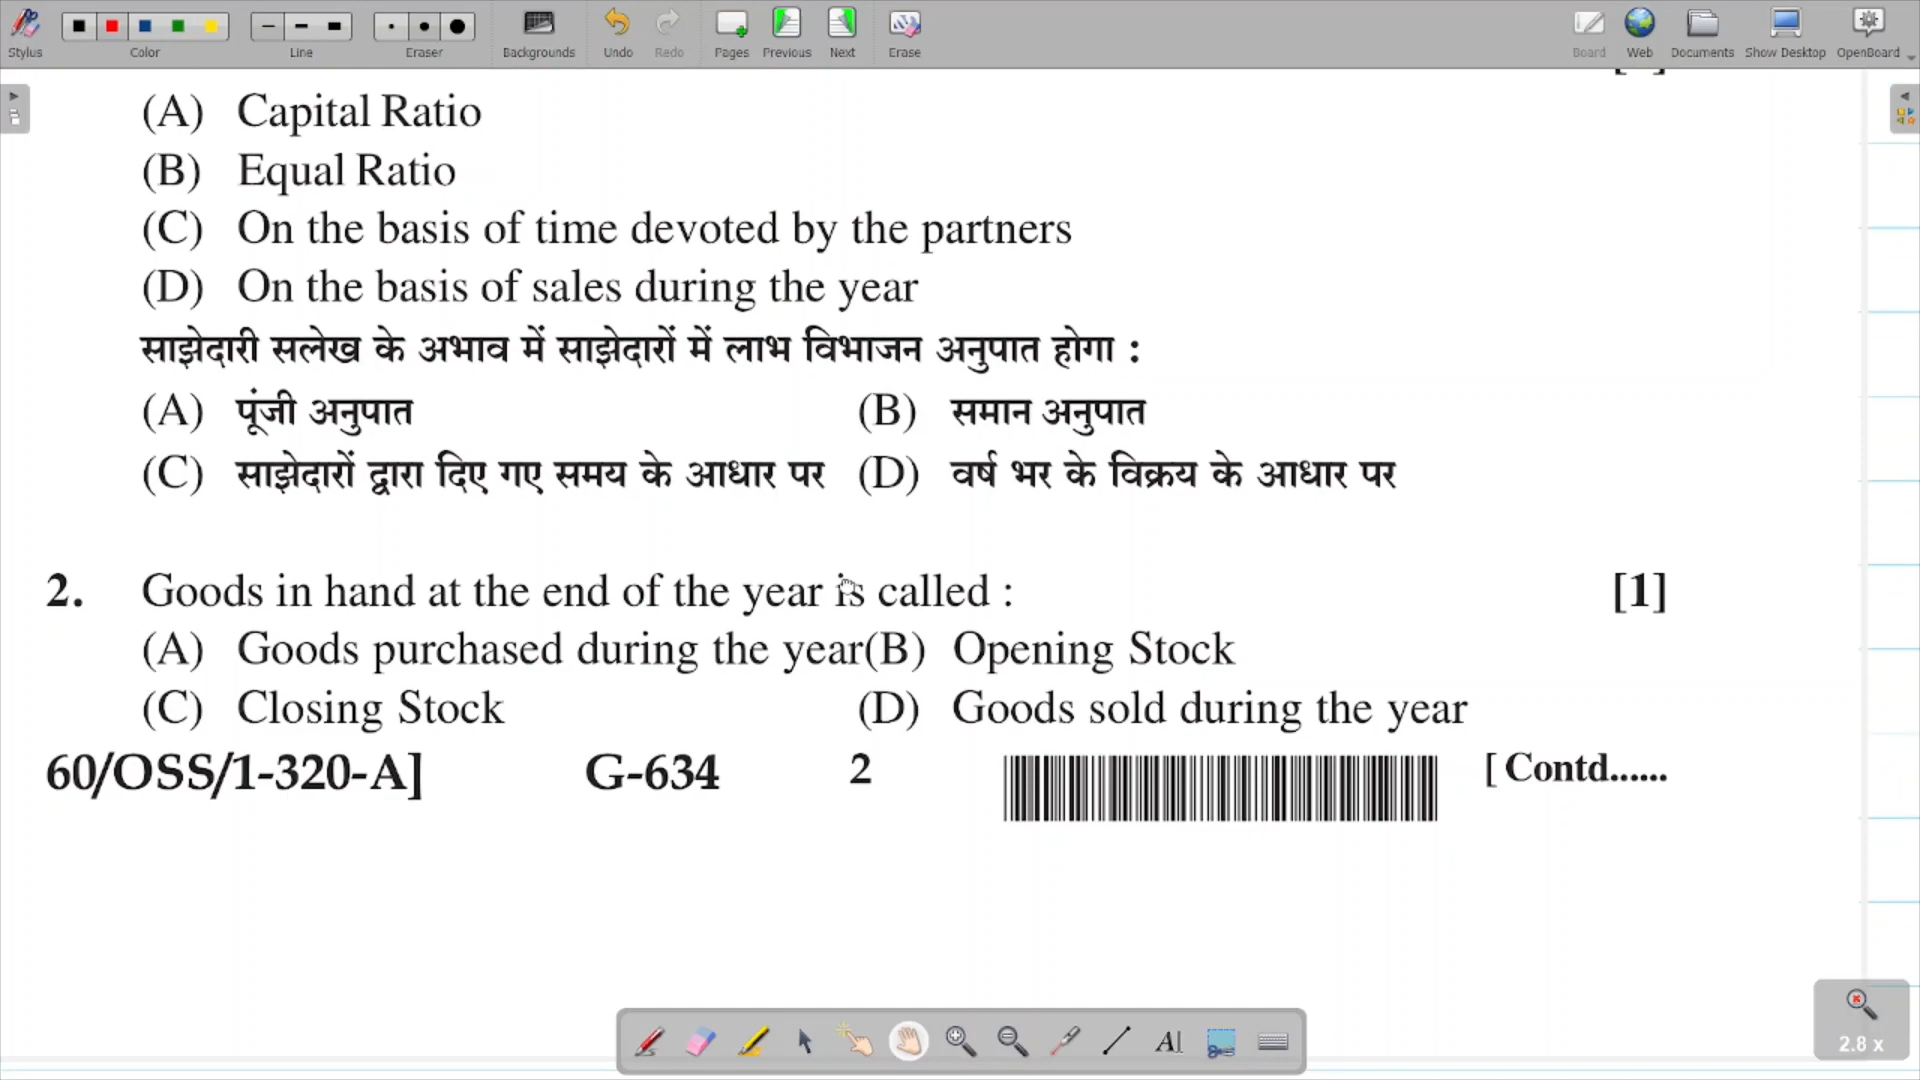 Stylus Color Line Eraser Backgrounds Undo Redo Pages Previous Next Erase Board Web Documents Show Desktop OpenBoard
(A) Capital Ratio
(B) Equal Ratio
(C) On the basis of time devoted by the partners
(D) On the basis of sales during the year
साझेदारी सलेख के अभाव में साझेदारों में लाभ विभाजन अनुपात होगा :
(A) पूंजी अनुपात (B) समान अनुपात
(C) साझेदारों द्वारा दिए गए समय के आधार पर (D) वर्ष भर के विक्रय के आधार पर
2. Goods in hand at the end of the year is called : [1]
(A) Goods purchased during the year(B) Opening Stock
(C) Closing Stock (D) Goods sold during the year
60/OSS/1-320-A] G-634 2 [ Contd......
2.8 x